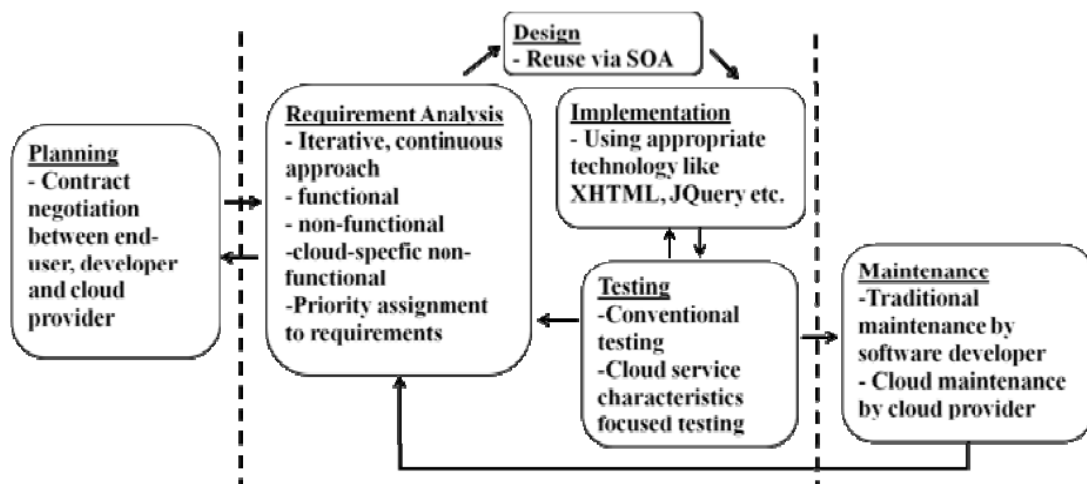 Planning
- Contract
negotiation
between end-
user, developer
and cloud
provider
Requirement Analysis
- Iterative, continuous
approach
- functional
- non-functional
-cloud-specfic non-
functional
-Priority assignment
to requirements
Design
- Reuse via SOA
Implementation
- Using appropriate
technology like
XHTML, JQuery etc.
Testing
-Conventional
testing
-Cloud service
characteristics
focused testing
Maintenance
-Traditional
maintenance by
software developer
- Cloud maintenance
by cloud provider